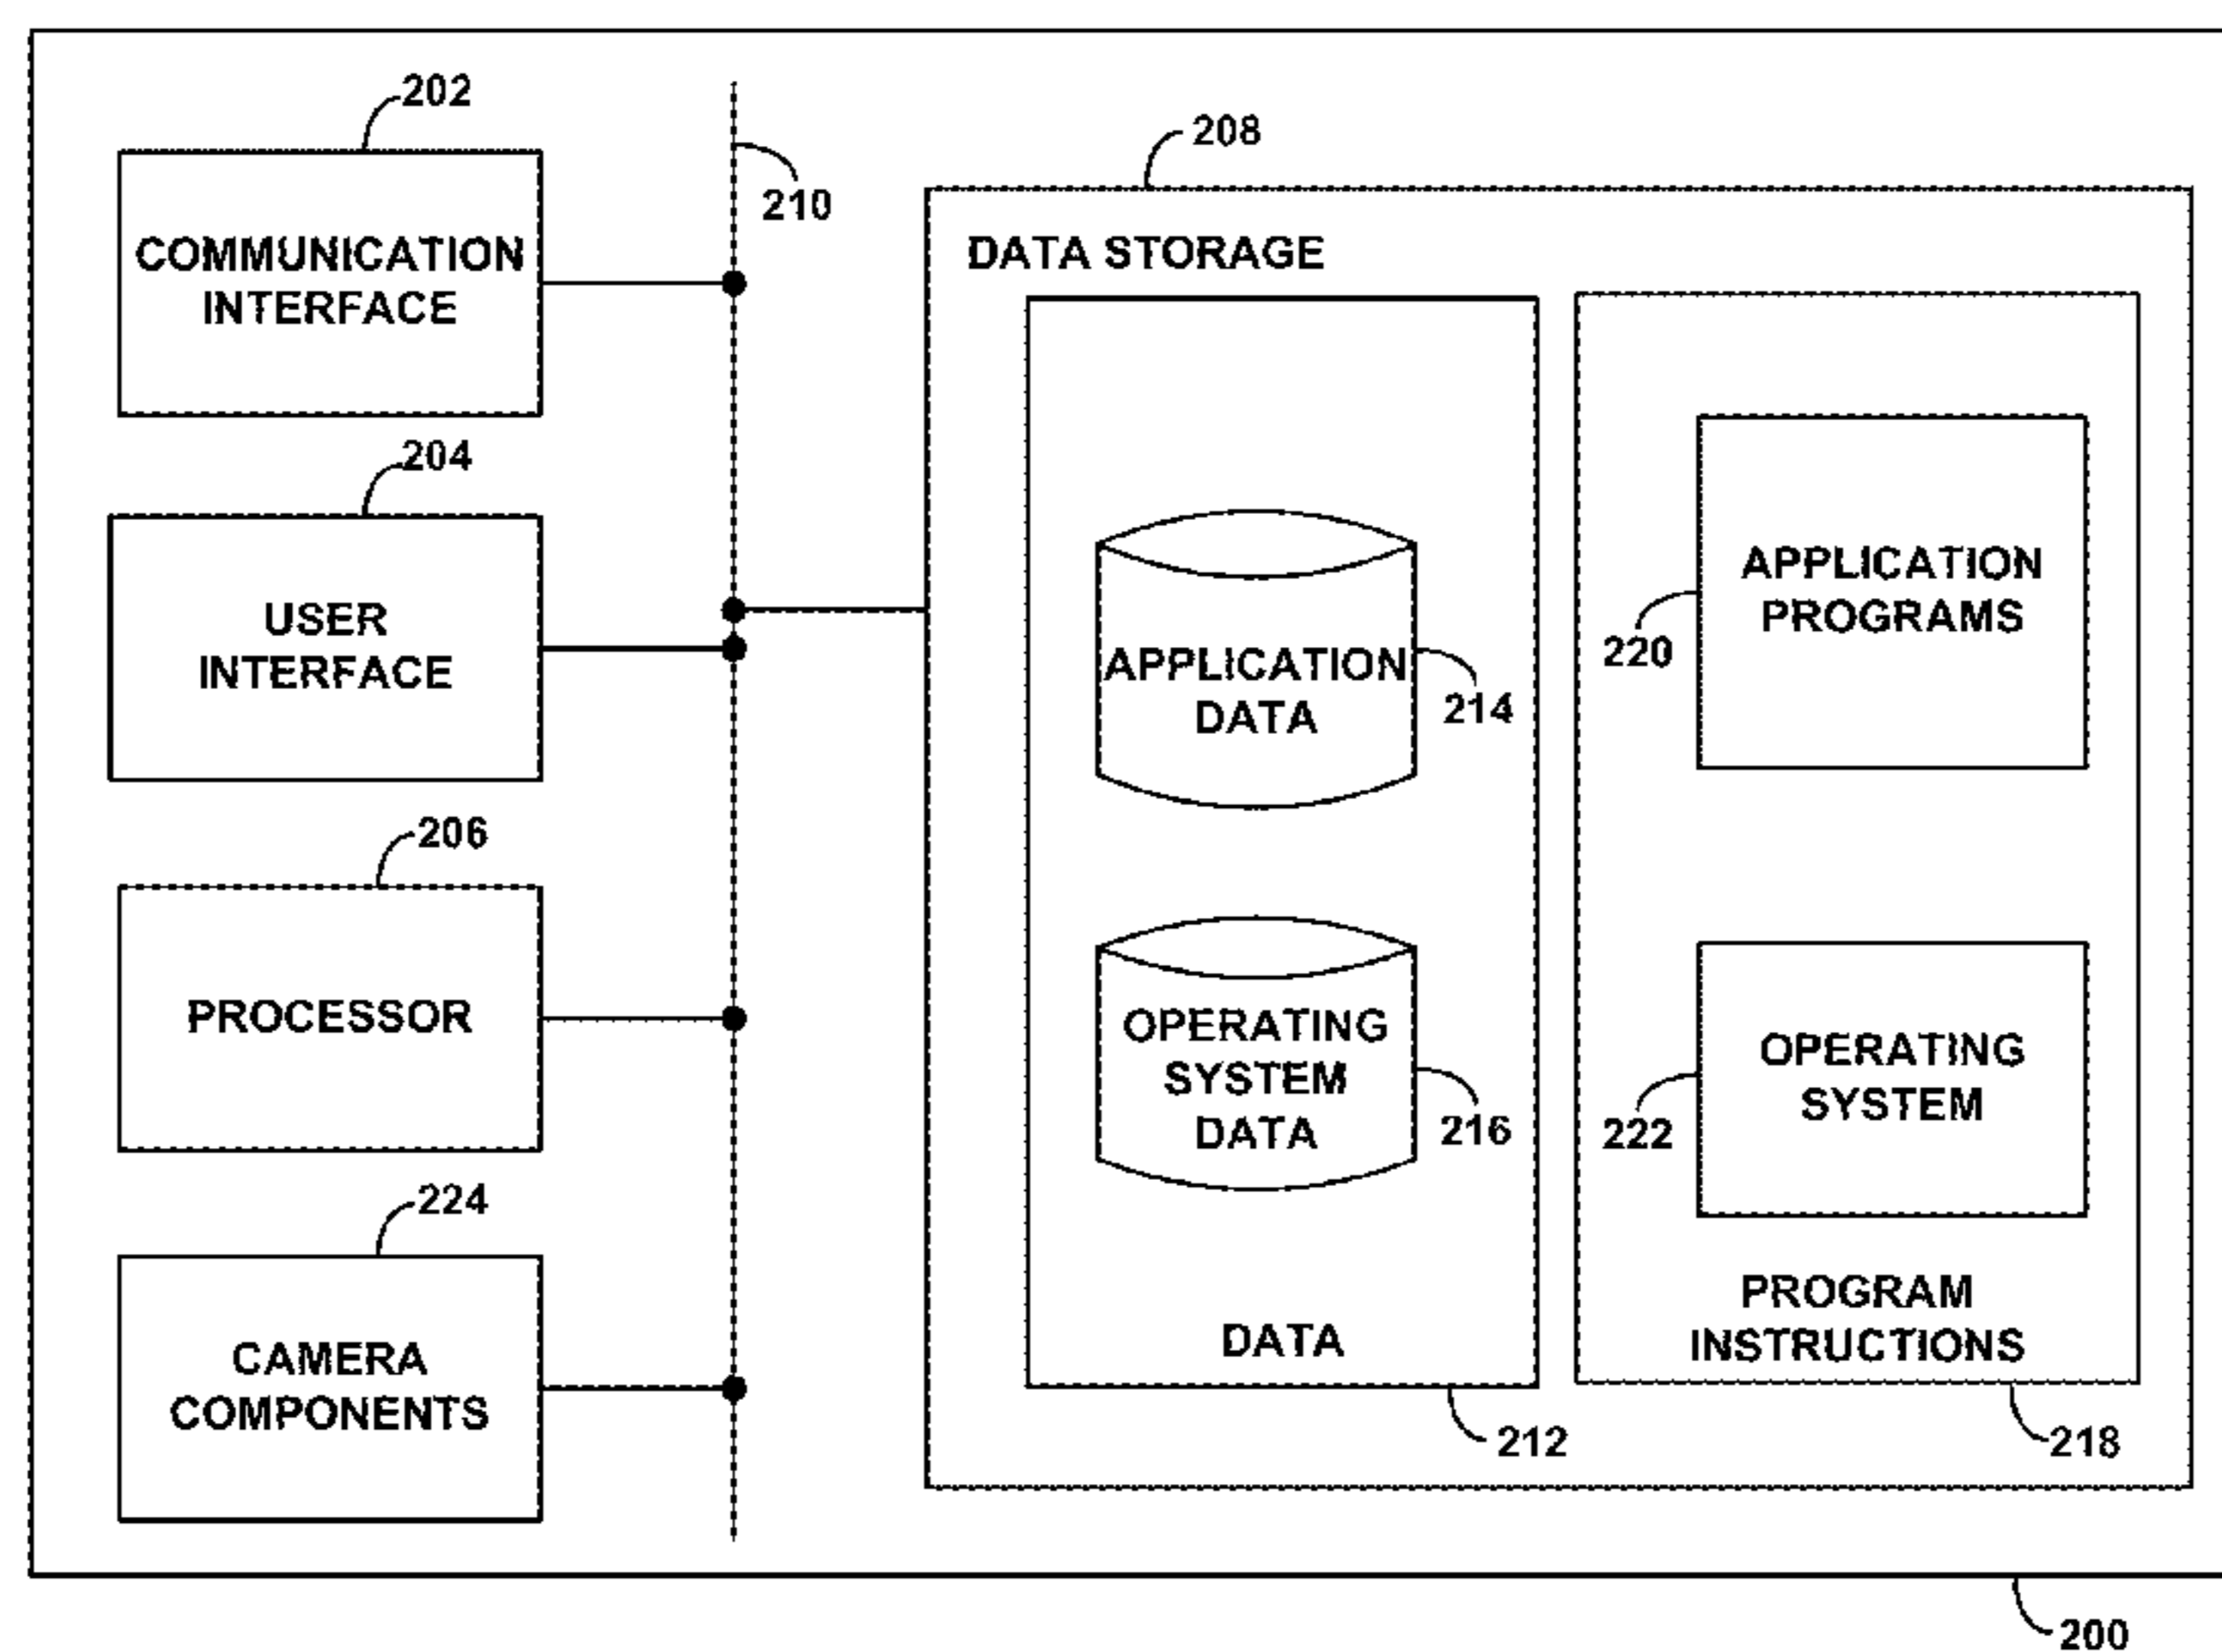 202
COMMUNICATION
INTERFACE
204
USER
INTERFACE
206
PROCESSOR
224
CAMERA
COMPONENTS
210
208
DATA STORAGE
APPLICATION
DATA
214
OPERATING
SYSTEM
DATA
216
DATA
212
APPLICATION
PROGRAMS
220
OPERATING
SYSTEM
222
PROGRAM
INSTRUCTIONS
218
200